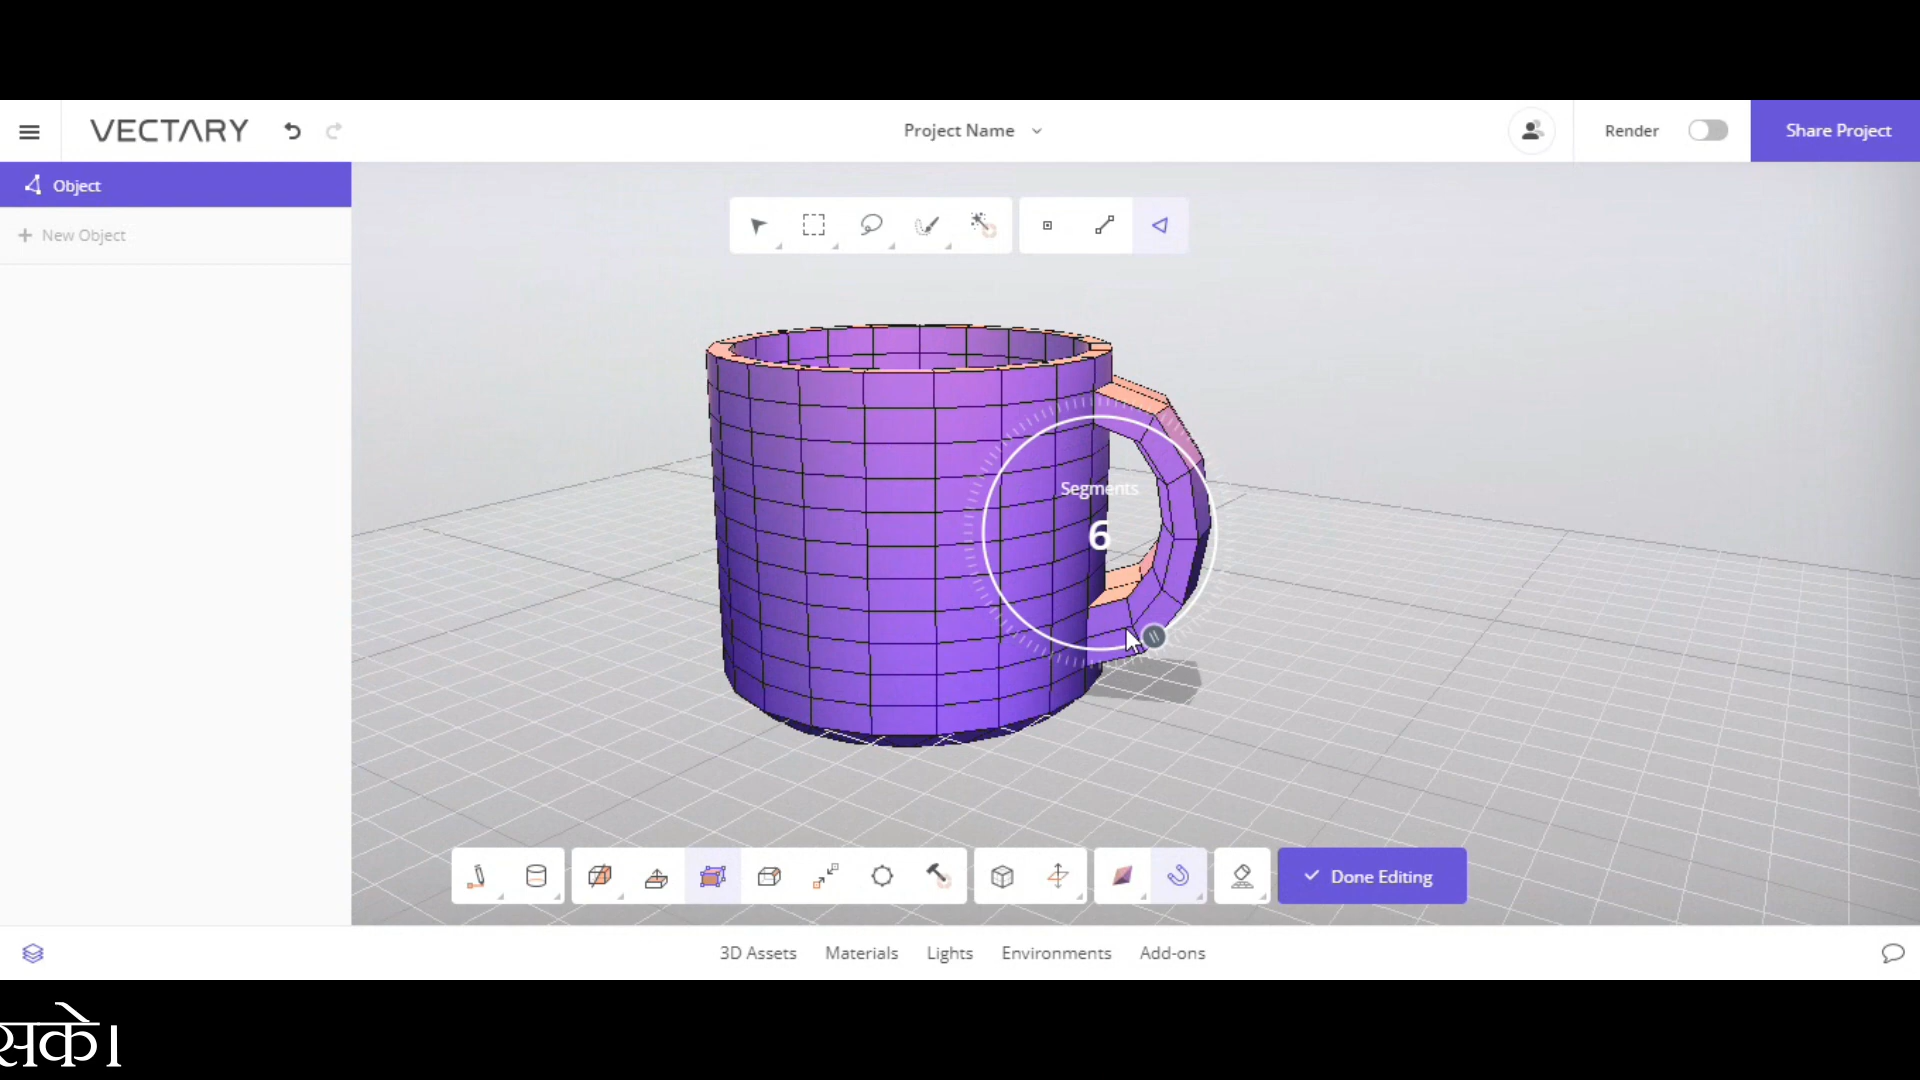 VECTARY
Project Name
Render
Share Project
Object
+ New Object
Segments
6
Done Editing
3D Assets
Materials
Lights
Environments
Add-ons
सके।